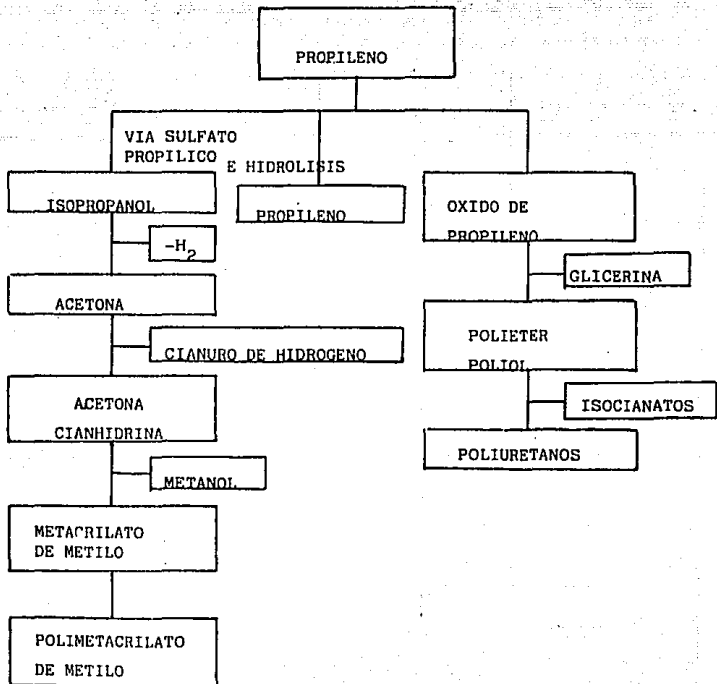 PROPILENO
VIA SULFATO
PROPILICO
E HIDROLISIS
ISOPROPANOL
PROPILENO
OXIDO DE
PROPILENO
-H2
GLICERINA
ACETONA
CIANURO DE HIDROGENO
POLIETER
POLIOL
ACETONA
CIANHIDRINA
ISOCIANATOS
POLIURETANOS
METANOL
METACRILATO
DE METILO
POLIMETACRILATO
DE METILO